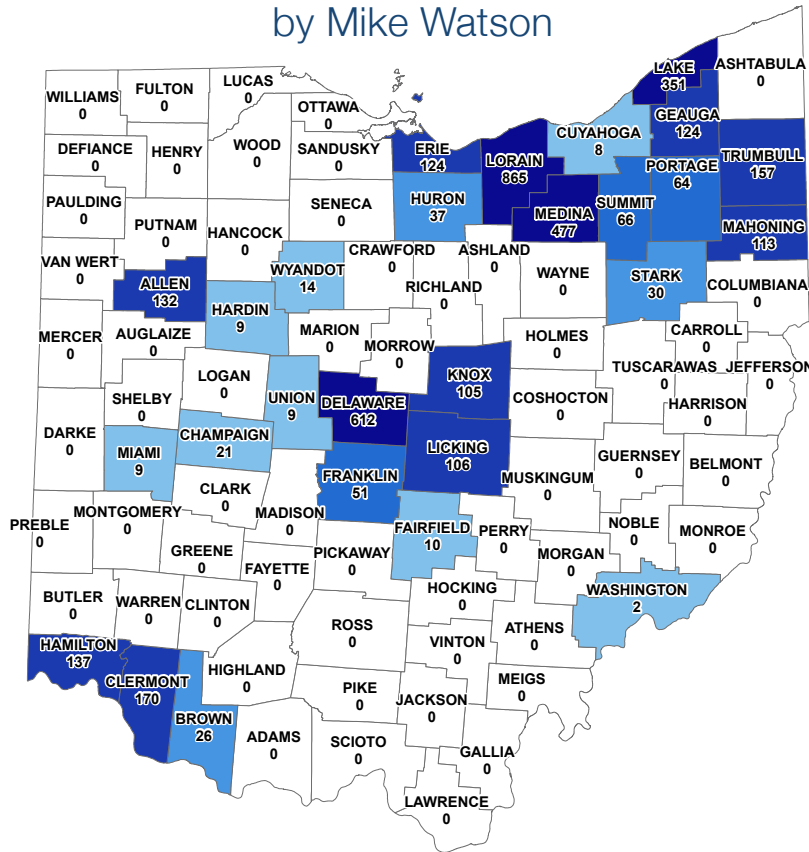 by Mike Watson
WILLIAMS
0
FULTON
0
LUCAS
0
OTTAWA
0
LAKE
351
ASHTABULA
0
DEFIANCE
0
HENRY
0
WOOD
0
SANDUSKY
0
ERIE
124
LORAIN
865
CUYAHOGA
8
GEAUGA
124
TRUMBULL
157
PAULDING
0
PUTNAM
0
HANCOCK
0
SENECA
0
HURON
37
MEDINA
477
SUMMIT
66
PORTAGE
64
MAHONING
113
VAN WERT
0
ALLEN
132
HARDIN
9
WYANDOT
14
CRAWFORD
0
RICHLAND
0
ASHLAND
0
WAYNE
0
STARK
30
COLUMBIANA
0
MERCER
0
AUGLAIZE
0
MARION
0
MORROW
0
HOLMES
0
CARROLL
0
LOGAN
0
SHELBY
0
UNION
9
DELAWARE
612
KNOX
105
COSHOCTON
0
TUSCARAWAS
0
JEFFERSON
0
HARRISON
0
DARKE
0
MIAMI
9
CHAMPAIGN
21
LICKING
106
GUERNSEY
0
BELMONT
0
CLARK
0
FRANKLIN
51
MUSKINGUM
0
PREBLE
0
MONTGOMERY
0
MADISON
0
FAIRFIELD
10
PERRY
0
NOBLE
0
MONROE
0
GREENE
0
FAYETTE
0
PICKAWAY
0
MORGAN
0
BUTLER
0
WARREN
0
CLINTON
0
HOCKING
0
WASHINGTON
2
ROSS
0
ATHENS
0
VINTON
0
HAMILTON
137
CLERMONT
170
HIGHLAND
0
PIKE
0
JACKSON
0
MEIGS
0
BROWN
26
ADAMS
0
SCIOTO
0
GALLIA
0
LAWRENCE
0